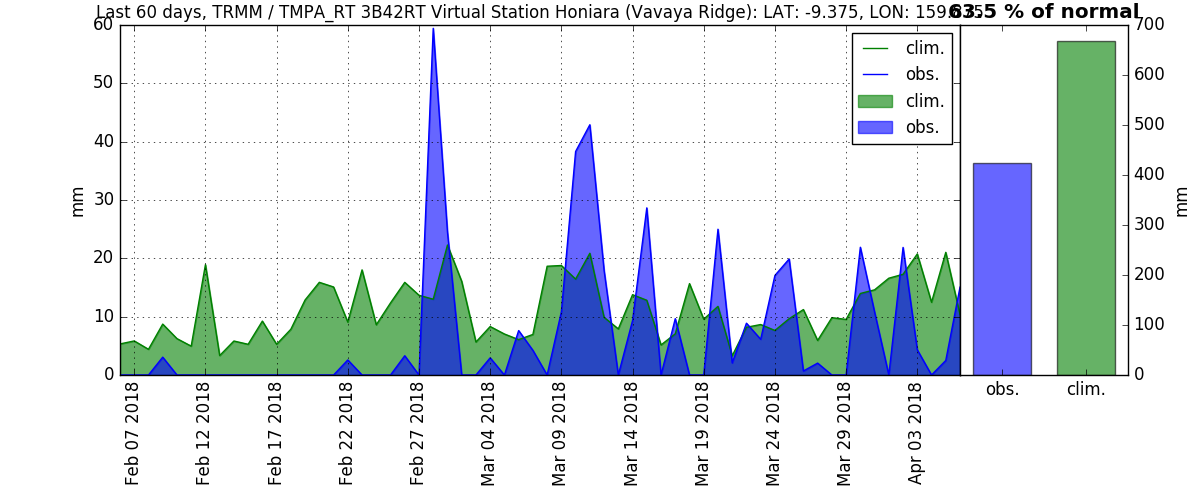 Last 60 days, TRMM / TMPA_RT 3B42RT Virtual Station Honiara (Vavaya Ridge): LAT: -9.375, LON:
63.5 % of normal
60
50
40
30
20
10
0
mm
clim.
obs.
clim.
obs.
700
600
500
400
300
200
100
0
mm
obs.
clim.
Feb 07 2018
Feb 12 2018
Feb 17 2018
Feb 22 2018
Feb 27 2018
Mar 04 2018
Mar 09 2018
Mar 14 2018
Mar 19 2018
Mar 24 2018
Mar 29 2018
Apr 03 2018